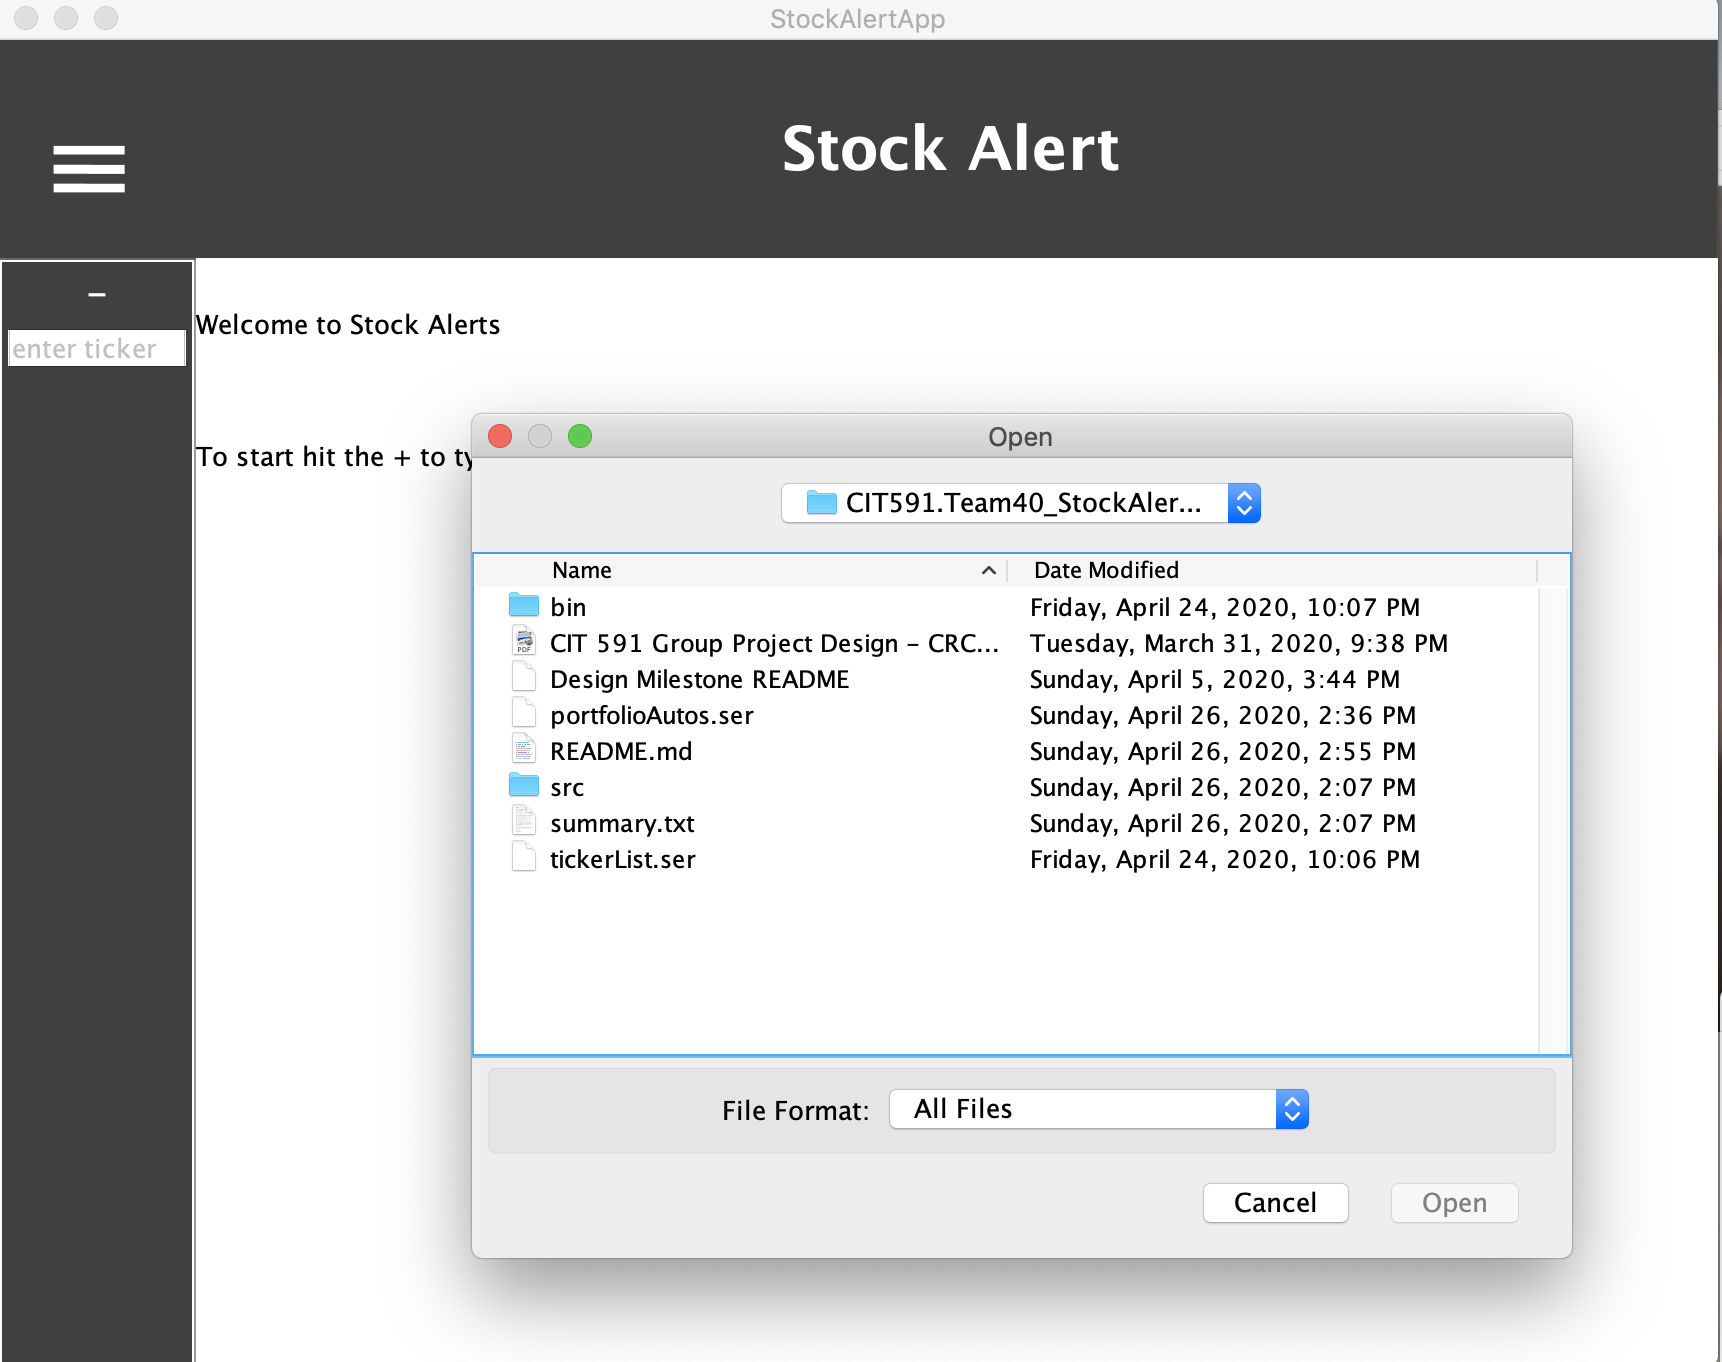 StockAlertApp
Stock Alert
–
enter ticker
Welcome to Stock Alerts
To start hit the + to ty
Open
CIT591.Team40_StockAler...
Name Date Modified
bin Friday, April 24, 2020, 10:07 PM
CIT 591 Group Project Design – CRC... Tuesday, March 31, 2020, 9:38 PM
Design Milestone README Sunday, April 5, 2020, 3:44 PM
portfolioAutos.ser Sunday, April 26, 2020, 2:36 PM
README.md Sunday, April 26, 2020, 2:55 PM
src Sunday, April 26, 2020, 2:07 PM
summary.txt Sunday, April 26, 2020, 2:07 PM
tickerList.ser Friday, April 24, 2020, 10:06 PM
File Format: All Files
Cancel Open